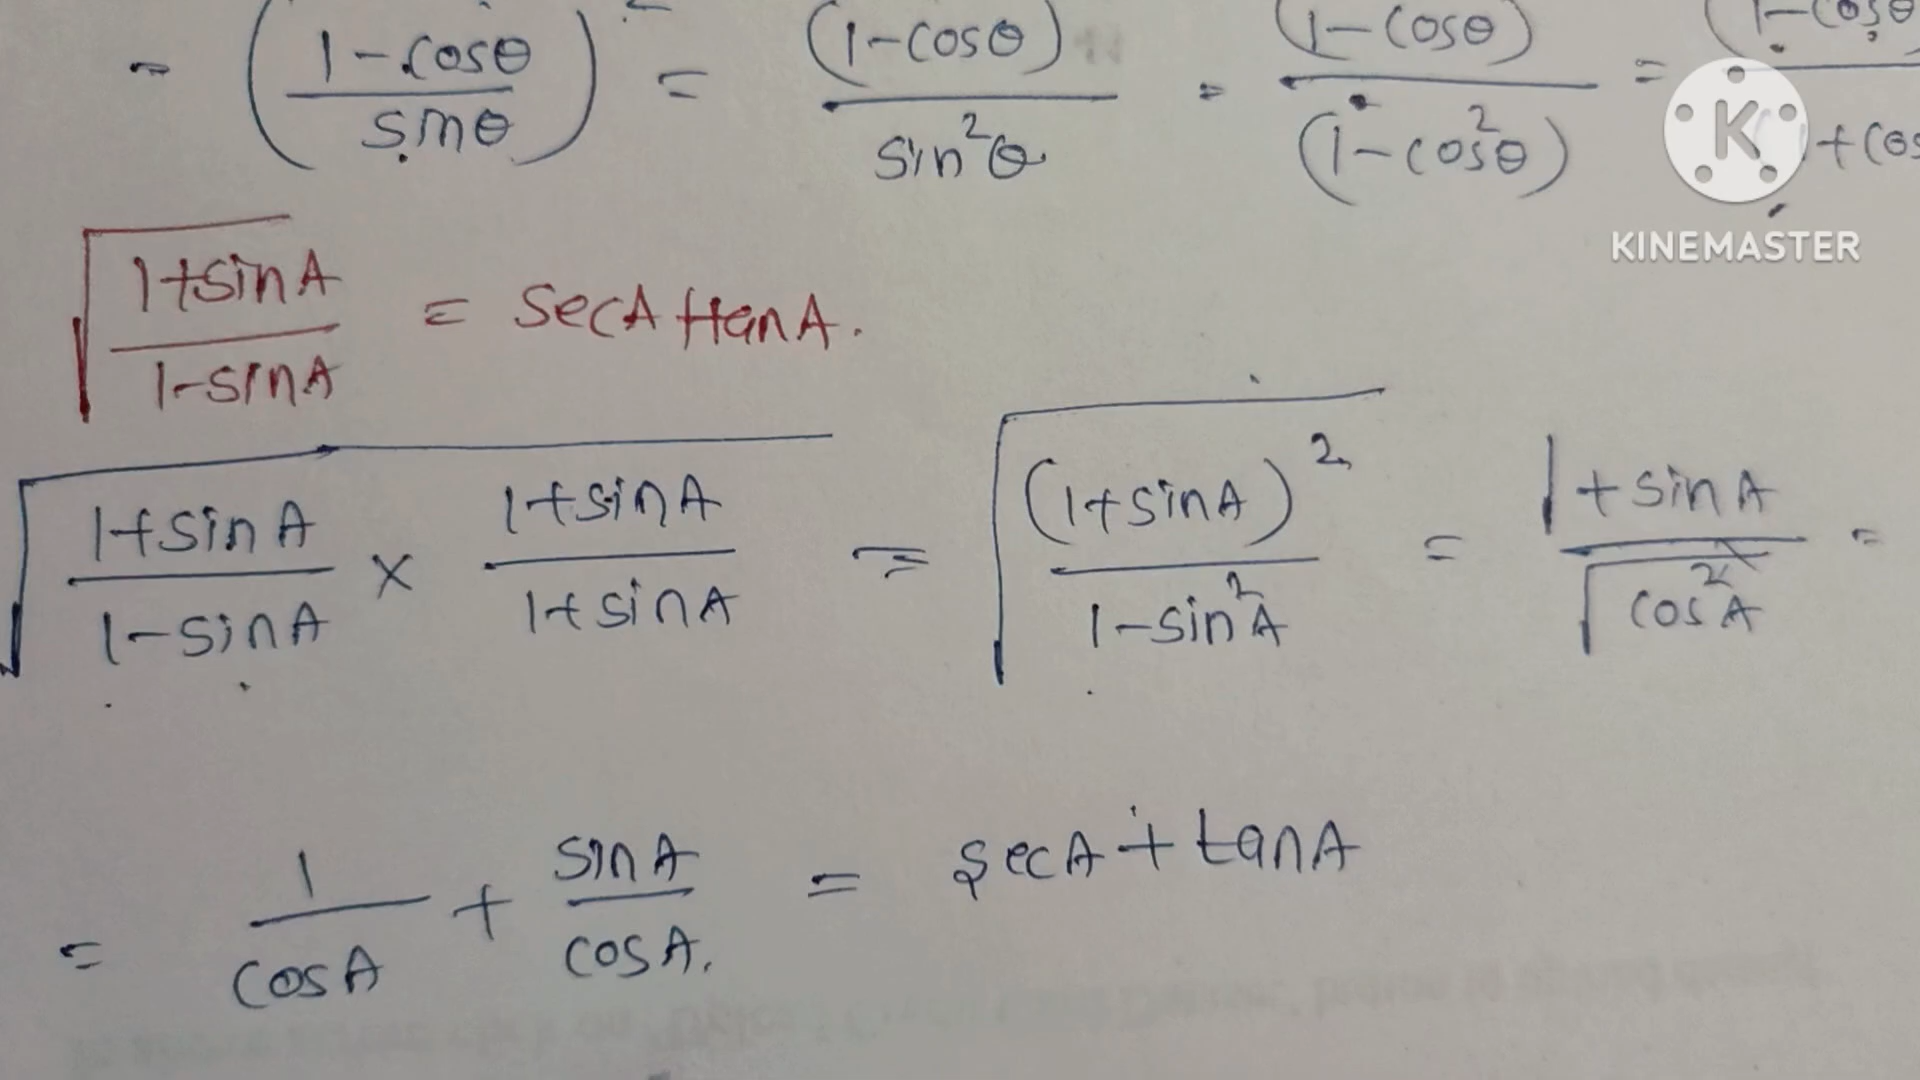 = (1-cosθ / sinθ)² = (1-cosθ) / sin²θ = (1-cosθ) / (1-cos²θ) = (1-cosθ / 1+cos
K
KINEMASTER
√(1+sinA / 1-sinA) = secA+tanA.
√(1+sinA / 1-sinA × 1+sinA / 1+sinA) = √((1+sinA)² / 1-sin²A) = 1+sinA / √cos²A =
= 1 / cosA + sinA / cosA. = secA+tanA